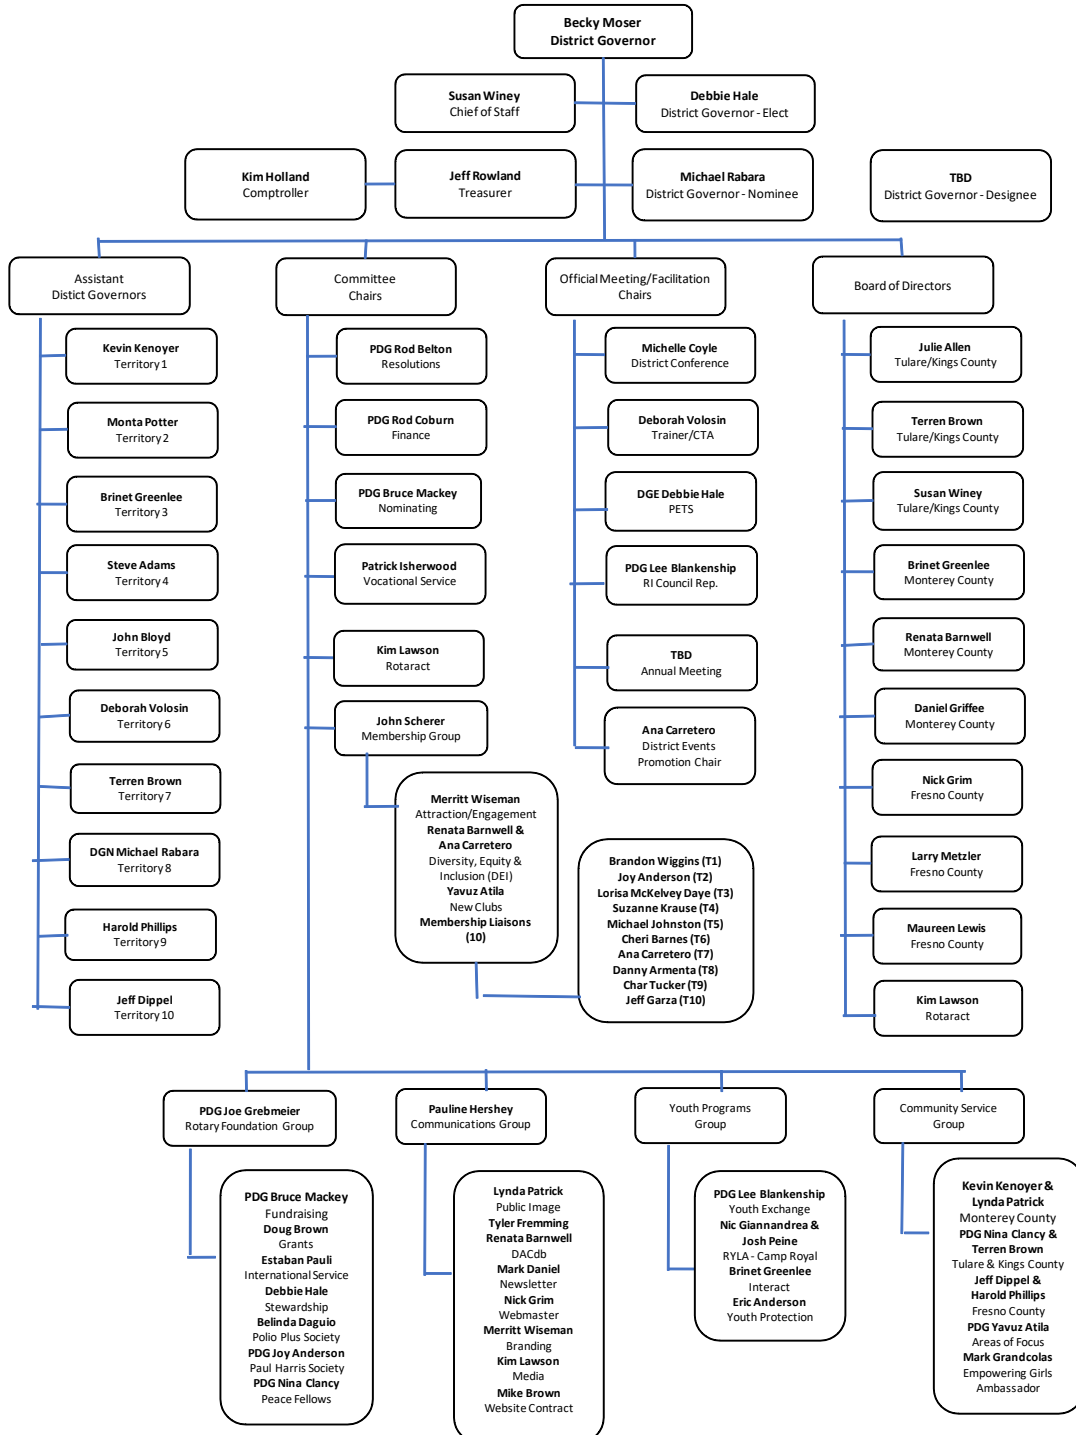 Becky Moser
District Governor
Susan Winey
Chief of Staff
Debbie Hale
District Governor - Elect
Kim Holland
Comptroller
Jeff Rowland
Treasurer
Michael Rabara
District Governor - Nominee
TBD
District Governor - Designee
Assistant
Distict Governors
Committee
Chairs
Official Meeting/Facilitation
Chairs
Board of Directors
Kevin Kenoyer
Territory 1
Monta Potter
Territory 2
Brinet Greenlee
Territory 3
Steve Adams
Territory 4
John Bloyd
Territory 5
Deborah Volosin
Territory 6
Terren Brown
Territory 7
DGN Michael Rabara
Territory 8
Harold Phillips
Territory 9
Jeff Dippel
Territory 10
PDG Rod Belton
Resolutions
PDG Rod Coburn
Finance
PDG Bruce Mackey
Nominating
Patrick Isherwood
Vocational Service
Kim Lawson
Rotaract
John Scherer
Membership Group
Merritt Wiseman
Attraction/Engagement
Renata Barnwell &
Ana Carretero
Diversity, Equity &
Inclusion (DEI)
Yavuz Atila
New Clubs
Membership Liaisons
(10)
Brandon Wiggins (T1)
Joy Anderson (T2)
Lorisa McKelvey Daye (T3)
Suzanne Krause (T4)
Michael Johnston (T5)
Cheri Barnes (T6)
Ana Carretero (T7)
Danny Armenta (T8)
Char Tucker (T9)
Jeff Garza (T10)
Michelle Coyle
District Conference
Deborah Volosin
Trainer/CTA
DGE Debbie Hale
PETS
PDG Lee Blankenship
RI Council Rep.
TBD
Annual Meeting
Ana Carretero
District Events
Promotion Chair
Julie Allen
Tulare/Kings County
Terren Brown
Tulare/Kings County
Susan Winey
Tulare/Kings County
Brinet Greenlee
Monterey County
Renata Barnwell
Monterey County
Daniel Griffee
Monterey County
Nick Grim
Fresno County
Larry Metzler
Fresno County
Maureen Lewis
Fresno County
Kim Lawson
Rotaract
PDG Joe Grebmeier
Rotary Foundation Group
PDG Bruce Mackey
Fundraising
Doug Brown
Grants
Estaban Pauli
International Service
Debbie Hale
Stewardship
Belinda Daguio
Polio Plus Society
PDG Joy Anderson
Paul Harris Society
PDG Nina Clancy
Peace Fellows
Pauline Hershey
Communications Group
Lynda Patrick
Public Image
Tyler Fremming
Renata Barnwell
DACdb
Mark Daniel
Newsletter
Nick Grim
Webmaster
Merritt Wiseman
Branding
Kim Lawson
Media
Mike Brown
Website Contract
Youth Programs
Group
PDG Lee Blankenship
Youth Exchange
Nic Giannandrea &
Josh Peine
RYLA - Camp Royal
Brinet Greenlee
Interact
Eric Anderson
Youth Protection
Community Service
Group
Kevin Kenoyer &
Lynda Patrick
Monterey County
PDG Nina Clancy &
Terren Brown
Tulare & Kings County
Jeff Dippel &
Harold Phillips
Fresno County
PDG Yavuz Atila
Areas of Focus
Mark Grandcolas
Empowering Girls
Ambassador